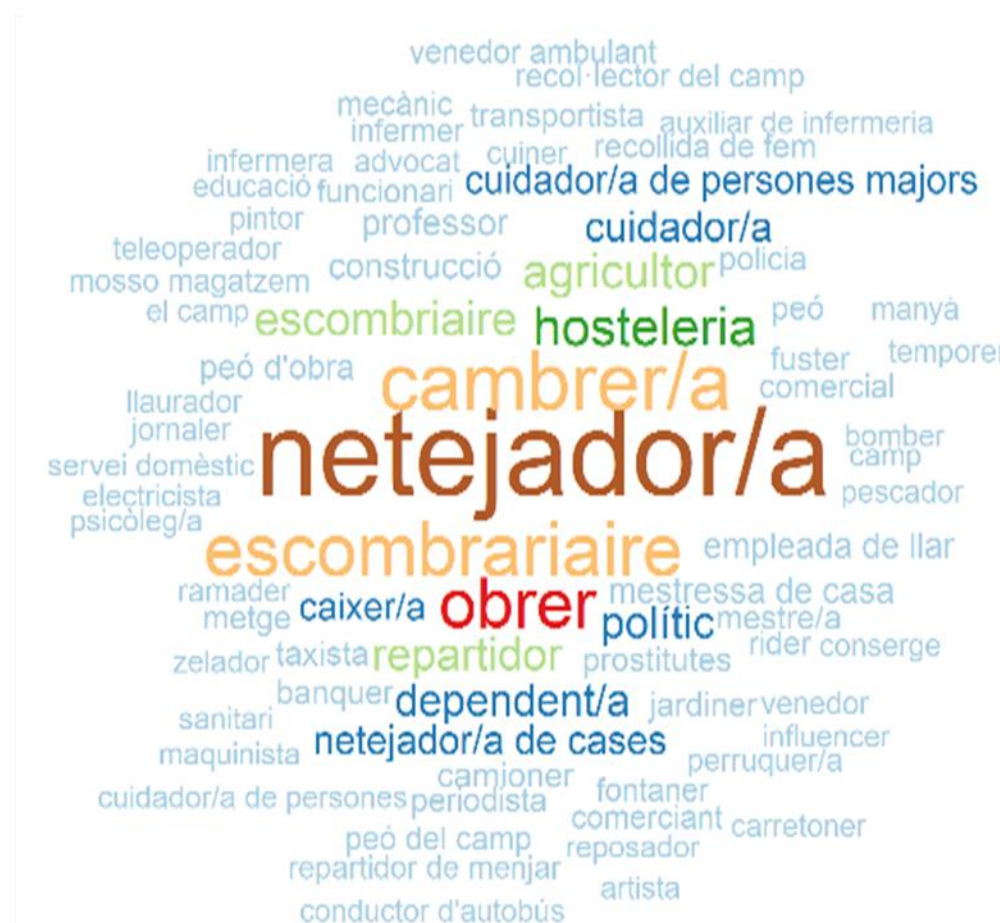 venedor ambulant
recol·lector del camp
mecànic
transportista
auxiliar de infermeria
infermer
cuiner
recollida de fem
infermera
advocat
educació
funcionari
cuidador/a de persones majors
pintor
professor
cuidador/a
teleoperador
mosso magatzem
construcció
agricultor
policia
el camp
escombriaire
hosteleria
peó
manyà
peó d'obra
cambrer/a
fuster
temporer
comercial
llaurador
jornaler
netejador/a
bomber
camp
servei domèstic
electricista
pescador
psicòleg/a
escombrariaire
empleada de llar
ramader
metge
caixer/a
obrer
mestressa de casa
polític
mestre/a
zelador
taxista
repartidor
prostitutes
rider
conserge
banquer
dependent/a
jardiner
venedor
sanitari
maquinista
netejador/a de cases
influencer
perruquer/a
camioner
cuidador/a de persones
periodista
fontaner
comerciant
carretoner
peó del camp
reposador
repartidor de menjar
artista
conductor d'autobús